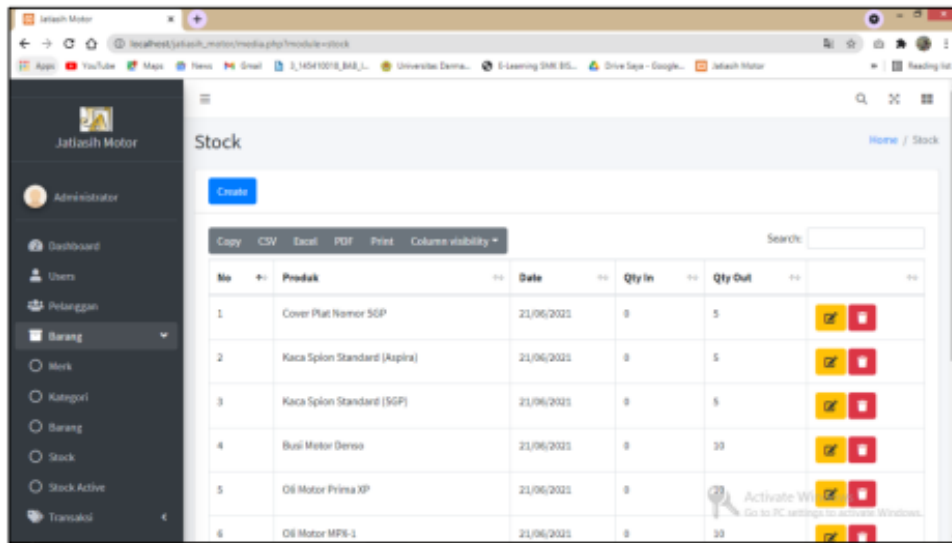 Jatiasih Motor
localhost/jatiasih_motor/media.php?module=stock
Apps YouTube Maps News Gmail 3_145410018_BAB_I... Universitas Darma... E-Learning SMK BIS... Drive Saya - Google... Jatiasih Motor Reading list
Jatiasih Motor
Stock
Home / Stock
Administrator
Create
Copy CSV Excel PDF Print Column visibility
Search:
Dashboard
Users
Pelanggan
Barang
Merk
Kategori
Barang
Stock
Stock Active
Transaksi
No Produk Date Qty In Qty Out
1 Cover Plat Nomor SGP 21/06/2021 0 5
2 Kaca Spion Standard (Aspira) 21/06/2021 0 5
3 Kaca Spion Standard (SGP) 21/06/2021 0 5
4 Busi Motor Denso 21/06/2021 0 10
5 Oli Motor Prima XP 21/06/2021 0
6 Oli Motor MPX-1 21/06/2021 0 10
Activate Windows
Go to PC settings to activate Windows.